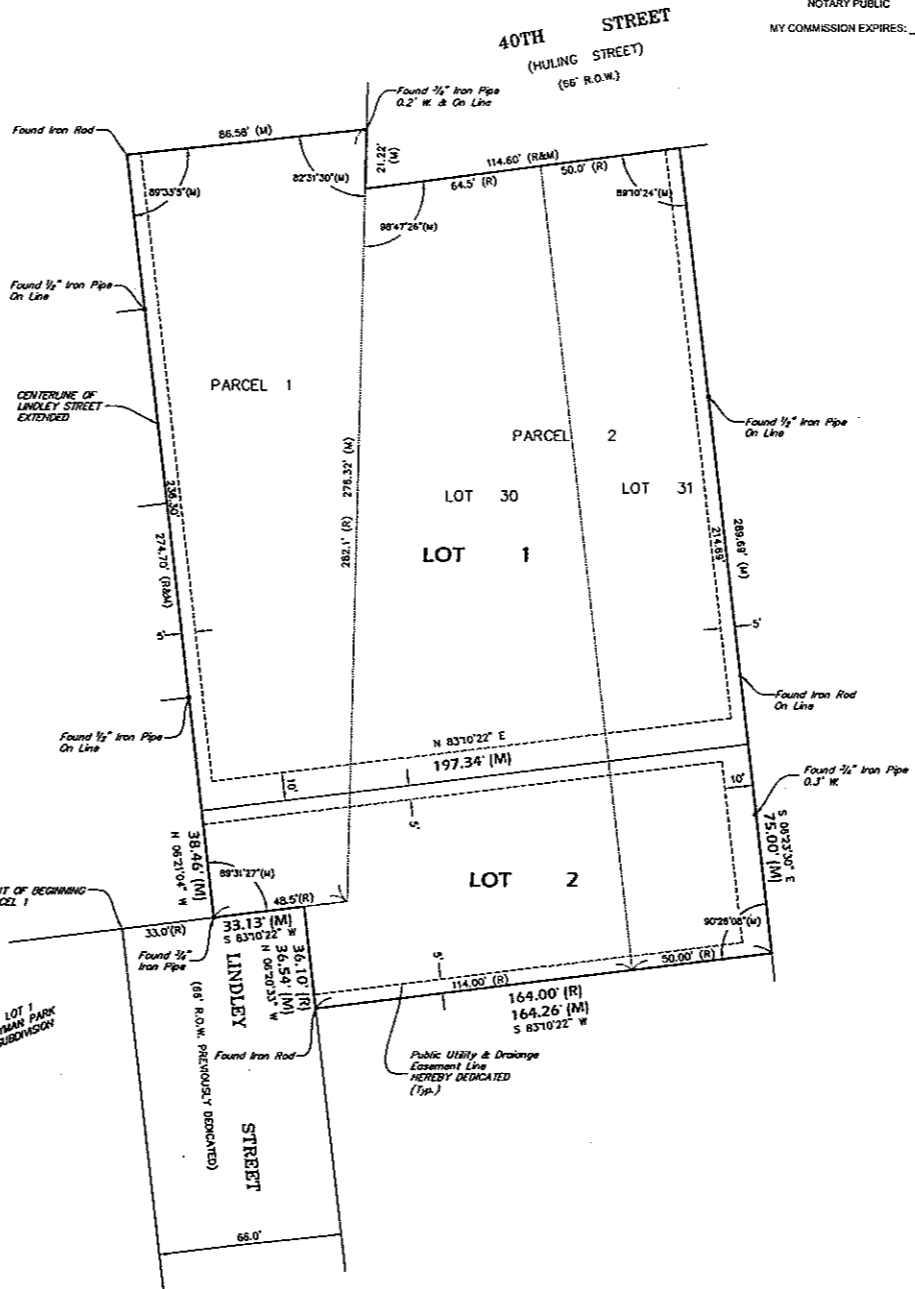 NOTARY PUBLIC
MY COMMISSION EXPIRES: _
40TH STREET
(HULING STREET)
(66' R.O.W.)
Found 3/4" Iron Pipe
0.2' W. & On Line
Found Iron Rod
86.58' (M)
21.22'
(M)
114.60' (R&M)
64.5' (R)
50.0' (R)
82°31'30"(M)
89°10'24"(M)
98°47'26"(M)
Found 1/2" Iron Pipe
On Line
PARCEL 1
CENTERLINE OF
LINDLEY STREET
EXTENDED
Found 1/2" Iron Pipe
On Line
PARCEL 2
LOT 30
LOT 31
282.1' (R) 276.32' (M)
LOT 1
274.70' (R&M)
289.69' (M)
214.69'
5'
5'
Found Iron Rod
On Line
Found 1/2" Iron Pipe
On Line
N 83°10'22" E
197.34' (M)
10'
10'
Found 3/4" Iron Pipe
0.3' W.
5'
S 06°23'30" E
75.00' (M)
38.46' (M)
N 06°21'04" W
89°31'27"(M)
LOT 2
T OF BEGINNING
CEL 1
48.5'(R)
33.0'(R)
33.13' (M)
S 83°10'22" W
Found 3/4"
Iron Pipe
36.10' (R)
36.54' (M)
N 06°20'33" W
90°26'08"(M)
5'
50.00' (R)
114.00' (R)
164.00' (R)
164.26' (M)
S 83°10'22" W
LOT 1
YMAN PARK
SUBDIVISION
LINDLEY STREET
(66' R.O.W. PREVIOUSLY DEDICATED)
Found Iron Rod
Public Utility & Draiange
Easement Line
HEREBY DEDICATED
(Typ.)
66.0'